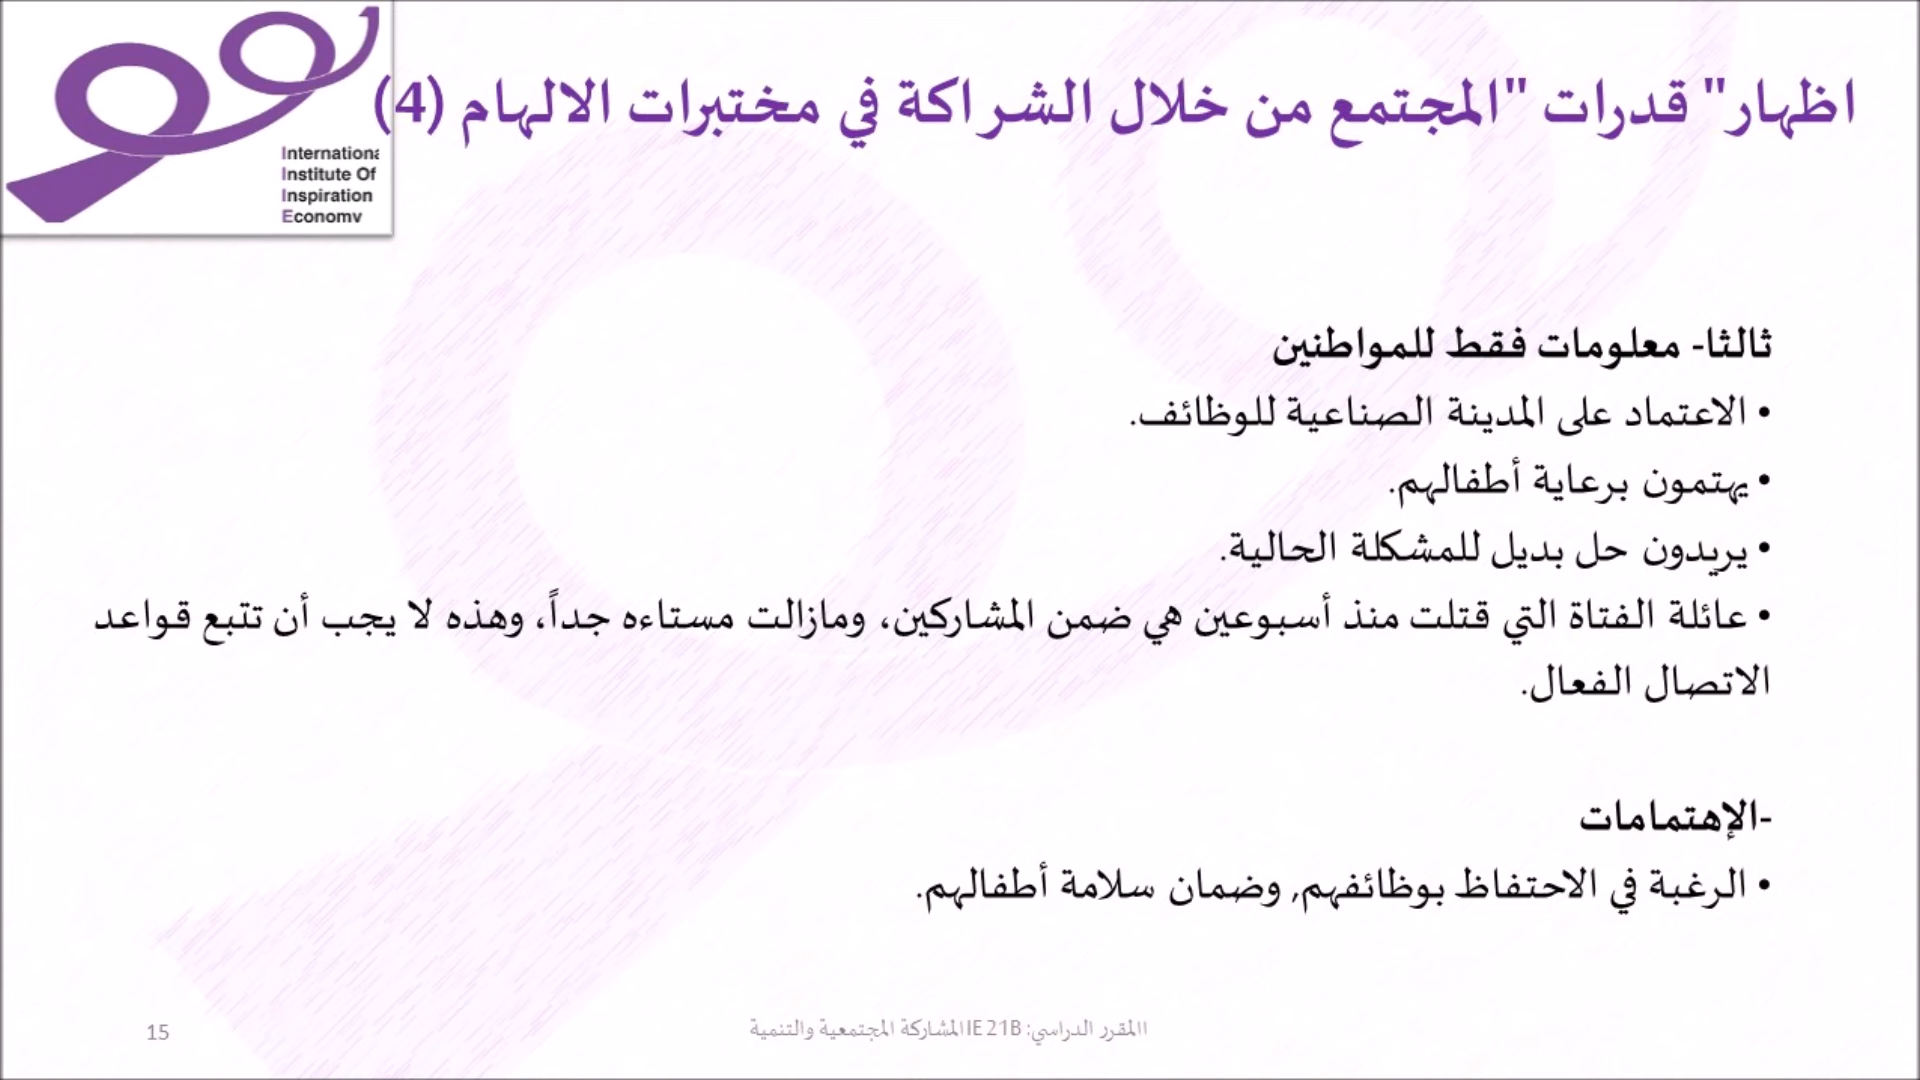 اظهار" قدرات "المجتمع من خلال الشراكة في مختبرات الالهام (4)
Internationa
Institute Of
Inspiration
Economy
ثالثا- معلومات فقط للمواطنين
• الاعتماد على المدينة الصناعية للوظائف.
• يهتمون برعاية أطفالهم.
• يريدون حل بديل للمشكلة الحالية.
• عائلة الفتاة التي قتلت منذ أسبوعين هي ضمن المشاركين، ومازالت مستاءه جداً، وهذه لا يجب أن تتبع قواعد
الاتصال الفعال.
-الإهتمامات
• الرغبة في الاحتفاظ بوظائفهم, وضمان سلامة أطفالهم.
االمقرر الدراسي: IE 21B المشاركة المجتمعية والتنمية
15